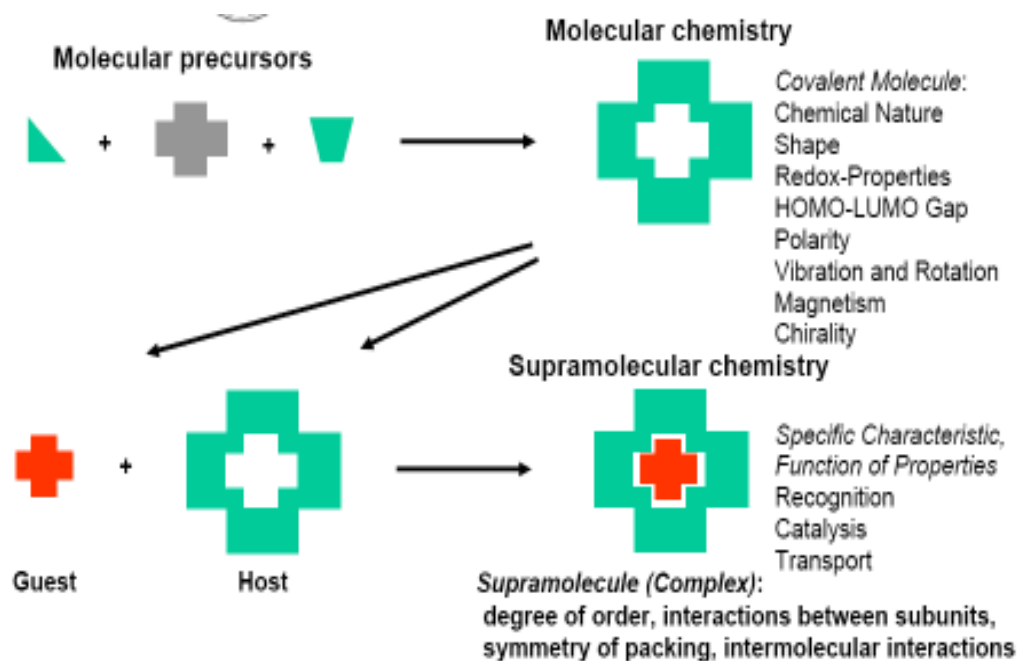 Molecular precursors
Molecular chemistry
+ +
Covalent Molecule:
Chemical Nature
Shape
Redox-Properties
HOMO-LUMO Gap
Polarity
Vibration and Rotation
Magnetism
Chirality
Supramolecular chemistry
+
Guest
Host
Specific Characteristic,
Function of Properties
Recognition
Catalysis
Transport
Supramolecule (Complex):
degree of order, interactions between subunits,
symmetry of packing, intermolecular interactions